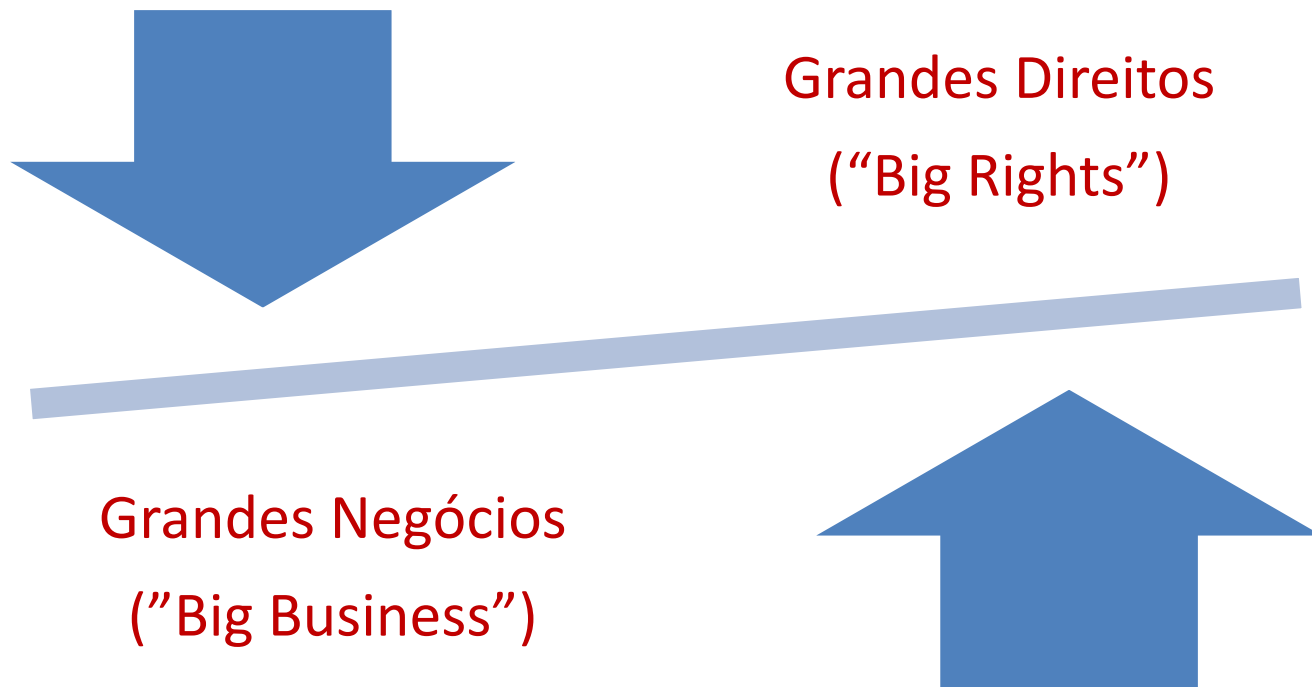 Grandes Direitos
(“Big Rights”)
Grandes Negócios
(”Big Business”)